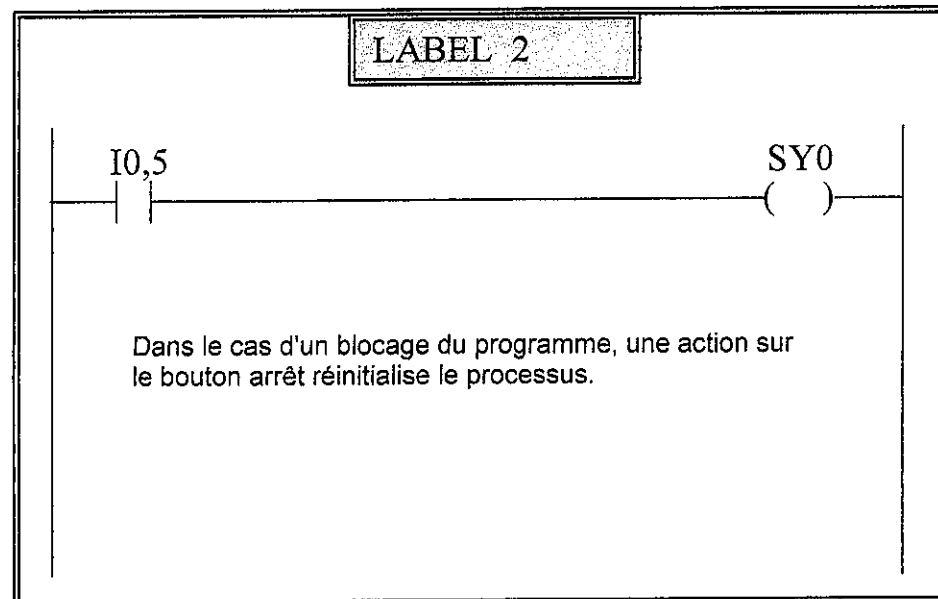 LABEL 2
I0,5
SY0
( )
Dans le cas d'un blocage du programme, une action sur
le bouton arrêt réinitialise le processus.